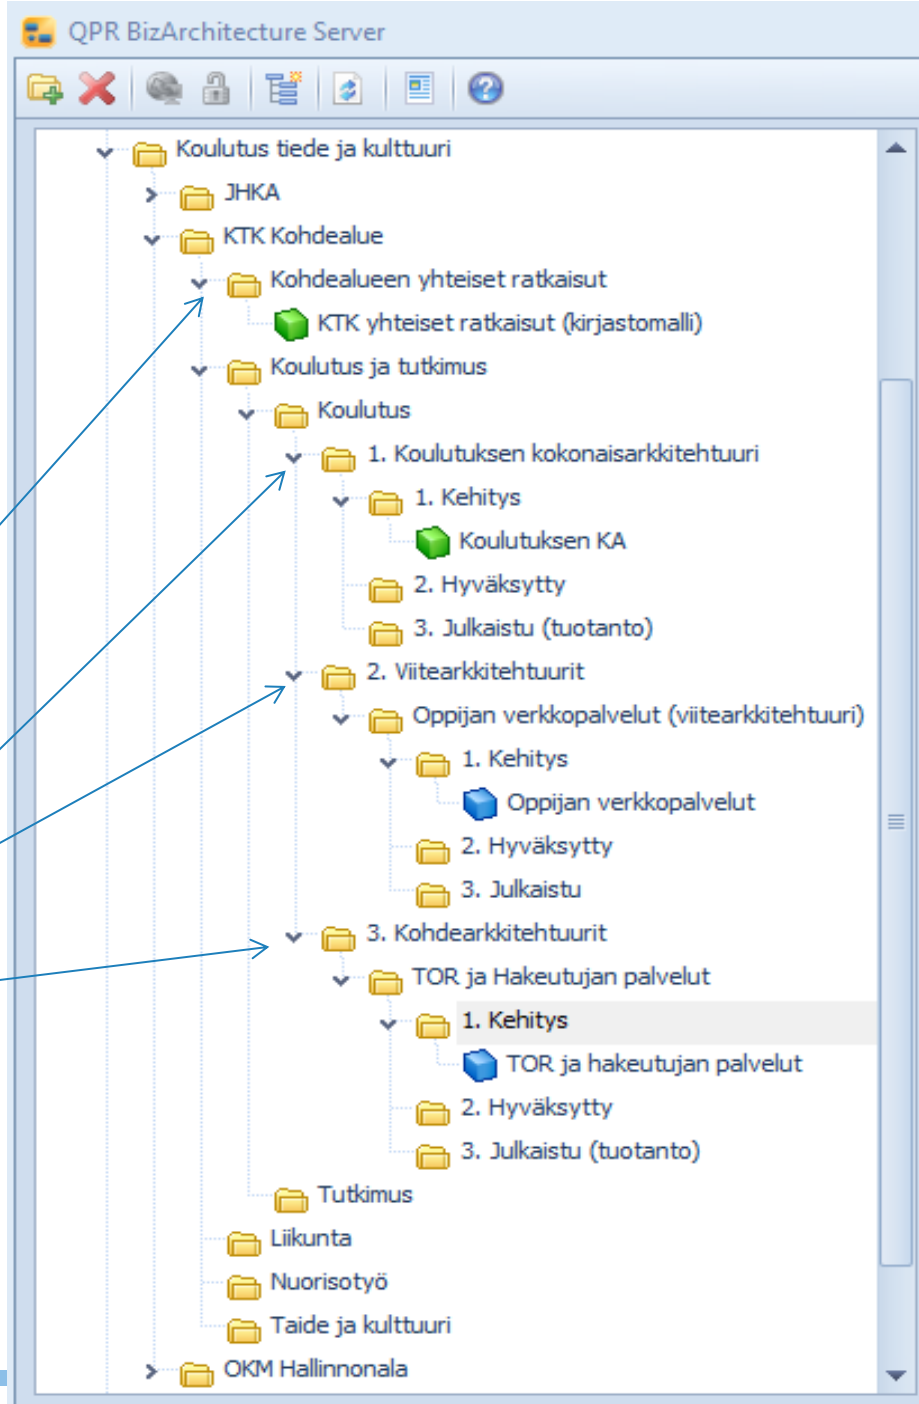 QPR BizArchitecture Server
Koulutus tiede ja kulttuuri
JHKA
KTK Kohdealue
Kohdealueen yhteiset ratkaisut
KTK yhteiset ratkaisut (kirjastomalli)
Koulutus ja tutkimus
Koulutus
1. Koulutuksen kokonaisarkkitehtuuri
1. Kehitys
Koulutuksen KA
2. Hyväksytty
3. Julkaistu (tuotanto)
2. Viitearkkitehtuurit
Oppijan verkkopalvelut (viitearkkitehtuuri)
1. Kehitys
Oppijan verkkopalvelut
2. Hyväksytty
3. Julkaistu
3. Kohdearkkitehtuurit
TOR ja Hakeutujan palvelut
1. Kehitys
TOR ja hakeutujan palvelut
2. Hyväksytty
3. Julkaistu (tuotanto)
Tutkimus
Liikunta
Nuorisotyö
Taide ja kulttuuri
OKM Hallinnonala